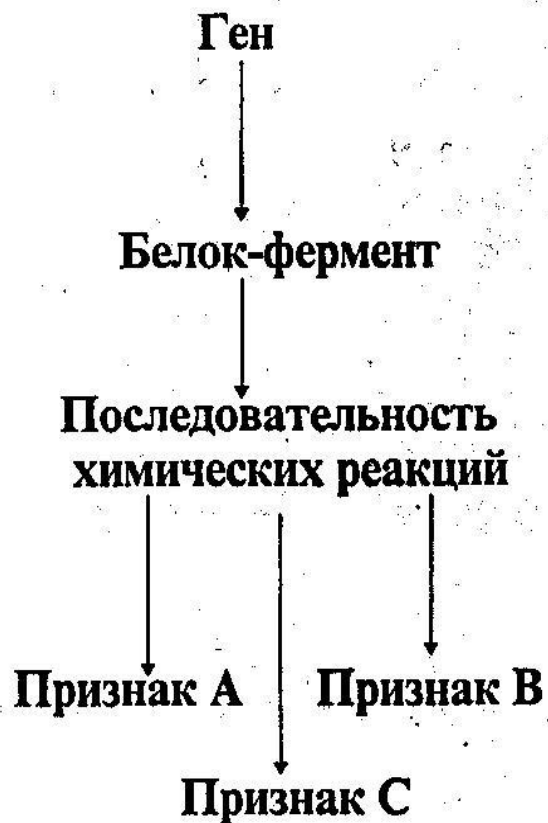 Ген
Белок-фермент
Последовательность
химических реакций
Признак А
Признак В
Признак С